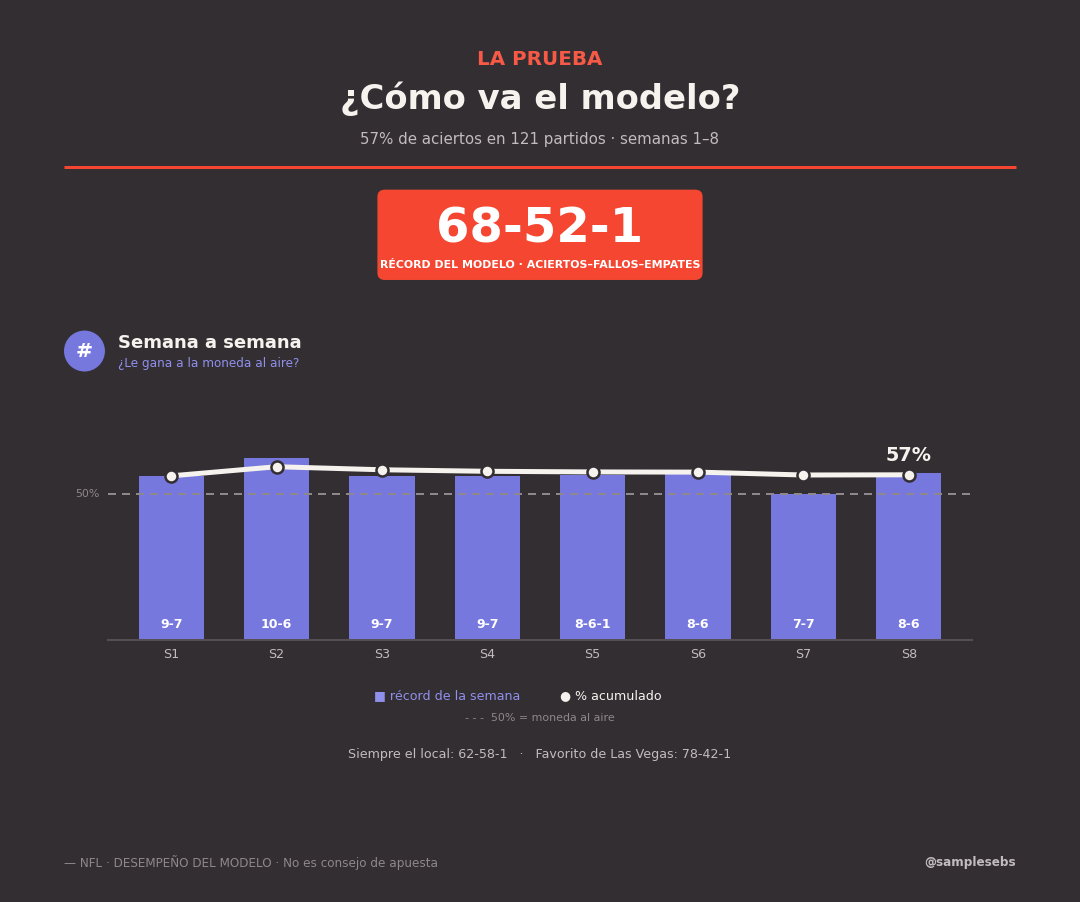 LA PRUEBA
¿Cómo va el modelo?
57% de aciertos en 121 partidos · semanas 1–8
68-52-1
RÉCORD DEL MODELO · ACIERTOS–FALLOS–EMPATES
#
Semana a semana
¿Le gana a la moneda al aire?
57%
50%
9-7 10-6 9-7 9-7 8-6-1 8-6 7-7 8-6
S1 S2 S3 S4 S5 S6 S7 S8
■ récord de la semana ● % acumulado
- - - 50% = moneda al aire
Siempre el local: 62-58-1 · Favorito de Las Vegas: 78-42-1
— NFL · DESEMPEÑO DEL MODELO · No es consejo de apuesta @samplesebs